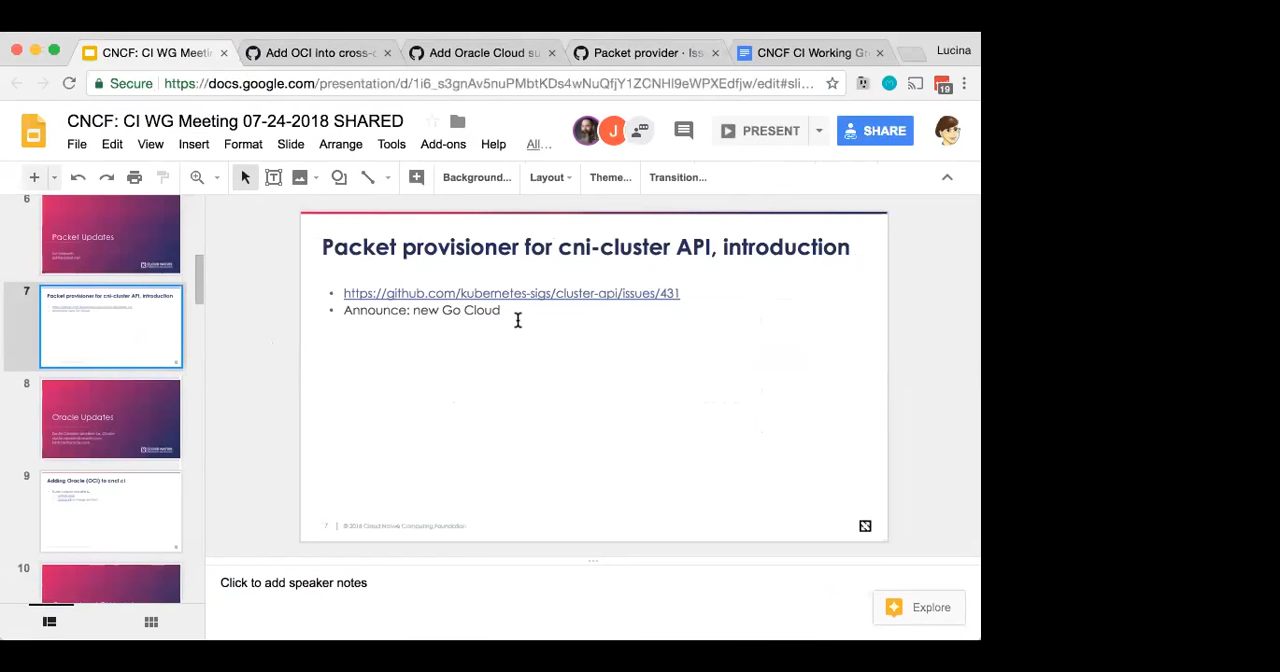 CNCF: CI WG Meeti
Add OCI into cross-c
Add Oracle Cloud su
Packet provider · Iss
CNCF CI Working Gr
Lucina
Secure
https://docs.google.com/presentation/d/1i6_s3gnAv5nuPMbtKDs4wNuQfjY1ZCNHl9eWPXEdfjw/edit#sli...
19
CNCF: CI WG Meeting 07-24-2018 SHARED
J
PRESENT
SHARE
File Edit View Insert Format Slide Arrange Tools Add-ons Help All...
Background... Layout Theme... Transition...
6
Packet Updates
7
Packet provisioner for cni-cluster API, introduction
8
Oracle Updates
9
Adding Oracle (OCI) to cncf ci
10
Packet provisioner for cni-cluster API, introduction
• https://github.com/kubernetes-sigs/cluster-api/issues/431
• Announce: new Go Cloud
7 | © 2018 Cloud Native Computing Foundation
Click to add speaker notes
Explore